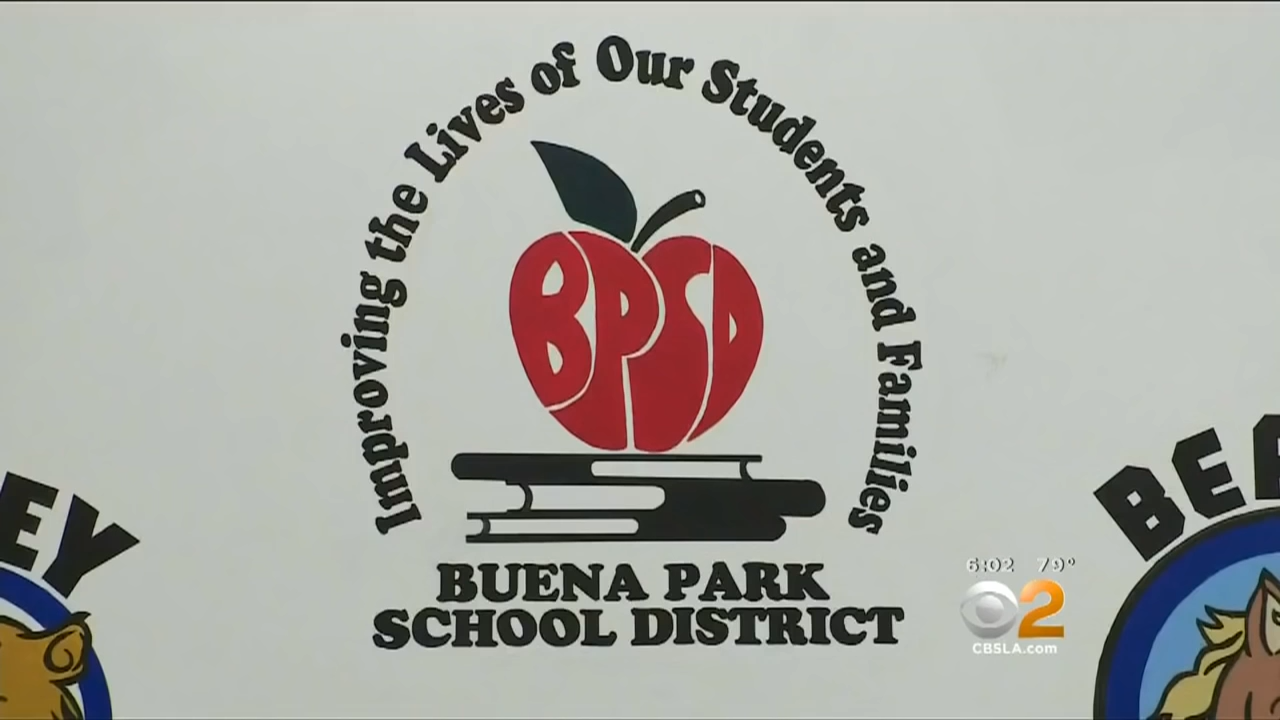 Improving the Lives of Our Students and Families
BPSD
BUENA PARK
SCHOOL DISTRICT
EY
BEA
6:02 79°
2
CBSLA.com